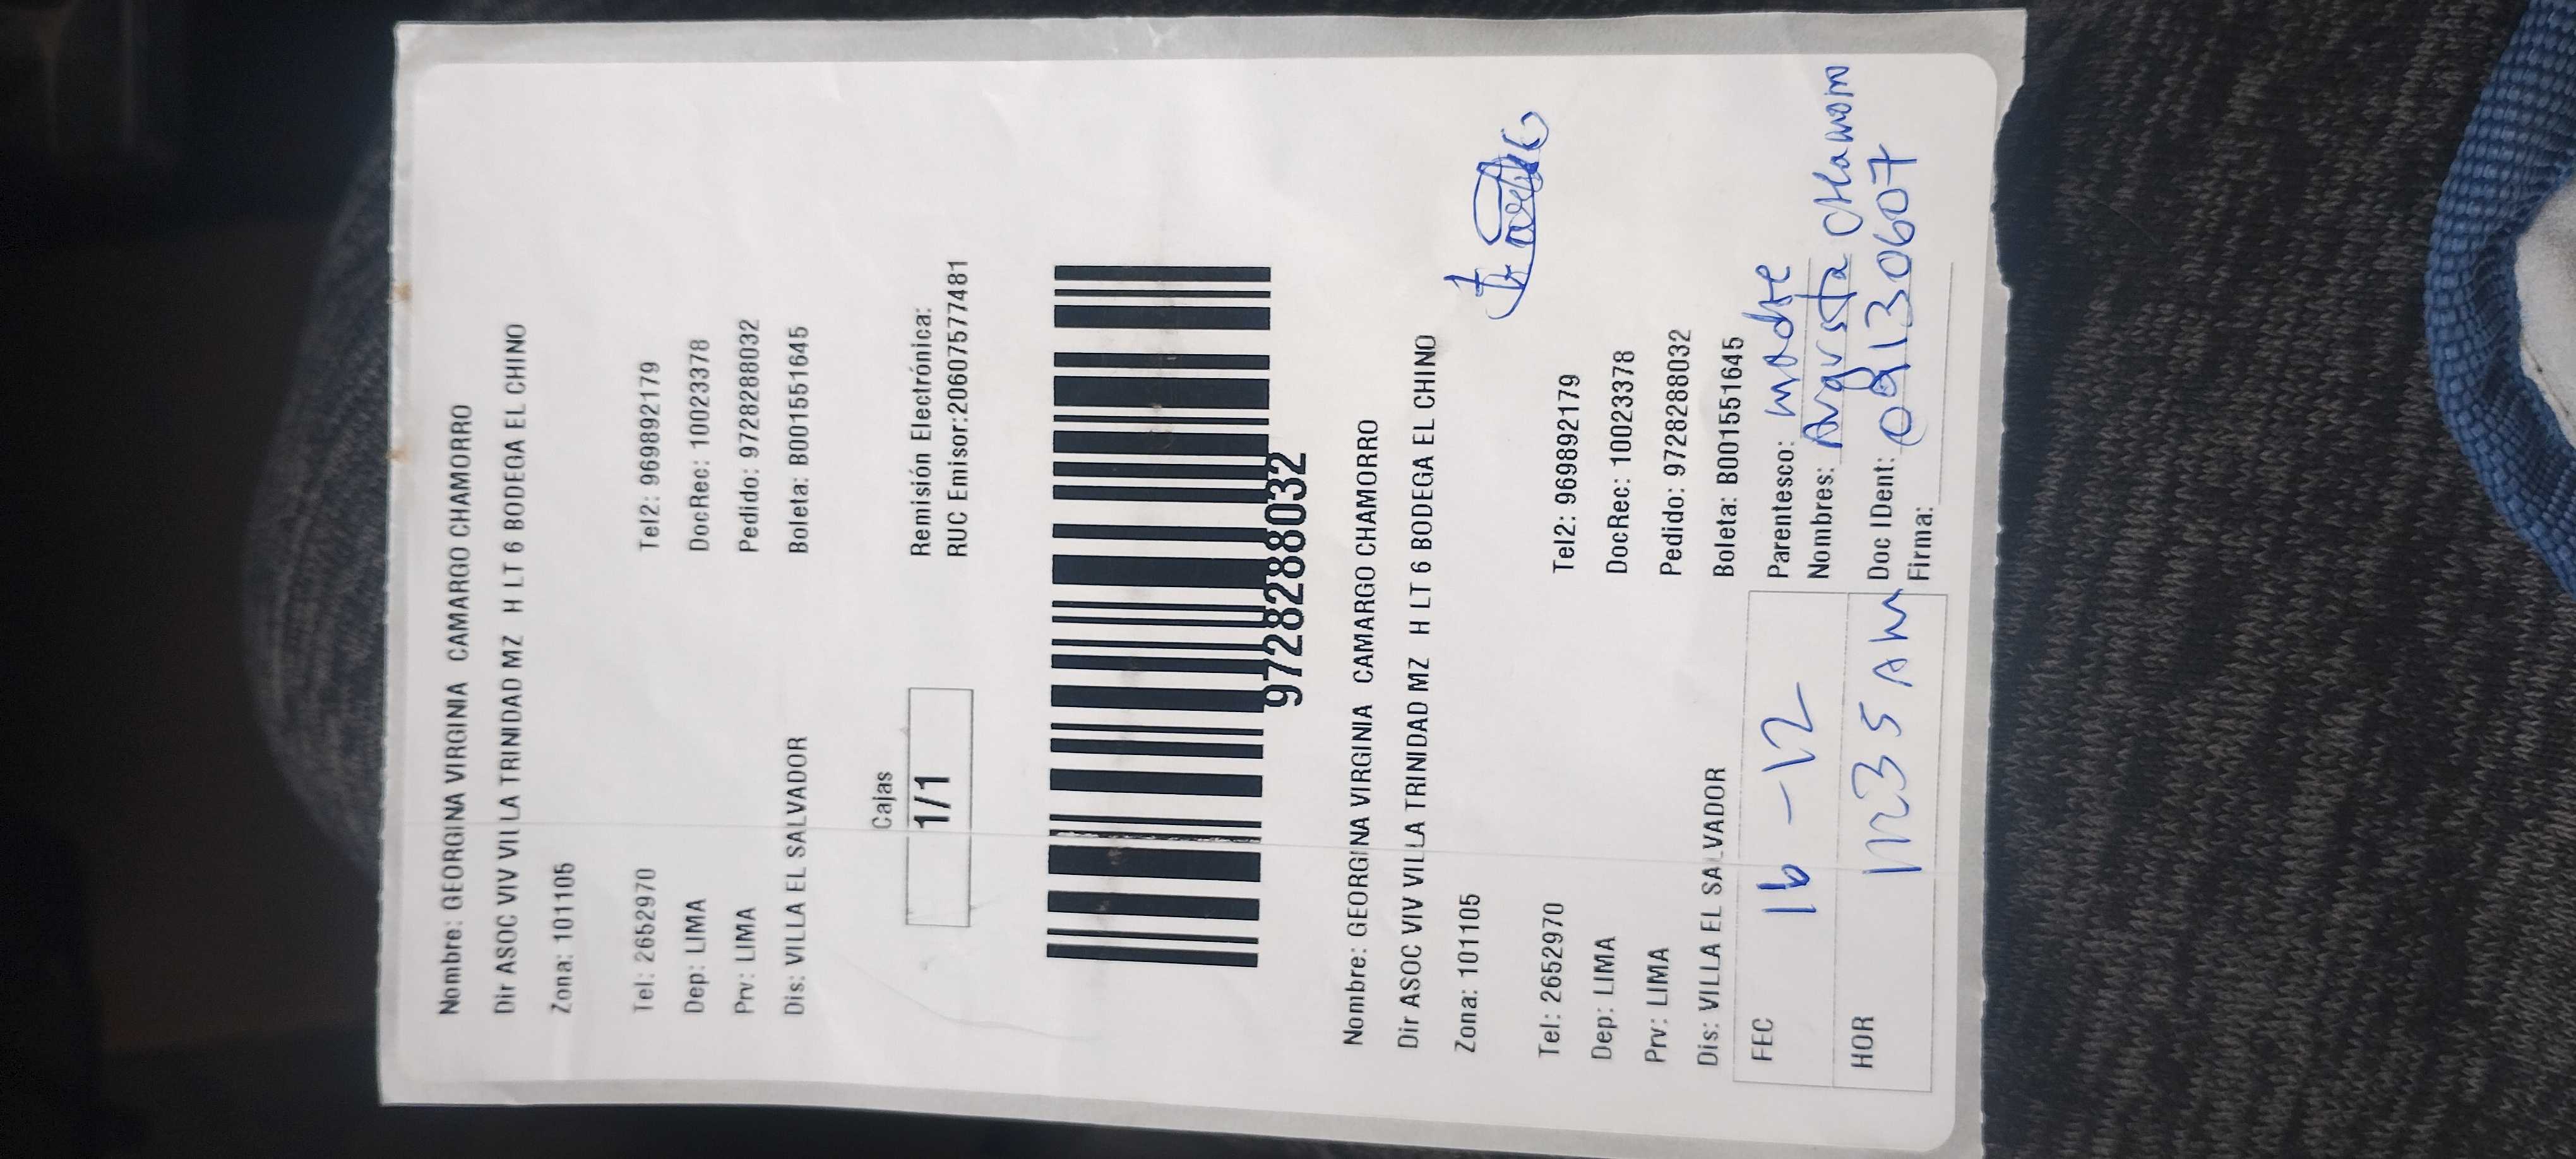 Nombre: GEORGINA VIRGINIA CAMARGO CHAMORRO
Dir ASOC VIV VILLA TRINIDAD MZ H LT 6 BODEGA EL CHINO
Zona: 101105
Tel: 2652970 Tel2: 969892179
Dep: LIMA DocRec: 10023378
Prv: LIMA Pedido: 9728288032
Dis: VILLA EL SALVADOR Boleta: B001551645
Cajas
1/1
Remisión Electrónica:
RUC Emisor:20607577481
9728288032
Nombre: GEORGINA VIRGINIA CAMARGO CHAMORRO
Dir ASOC VIV VILLA TRINIDAD MZ H LT 6 BODEGA EL CHINO
Zona: 101105
Tel: 2652970 Tel2: 969892179
Dep: LIMA DocRec: 10023378
Prv: LIMA Pedido: 9728288032
Dis: VILLA EL SALVADOR Boleta: B001551645
FEC 16-12 Parentesco: madre
Nombres: Augusta
HOR AM Doc IDent:
Firma: